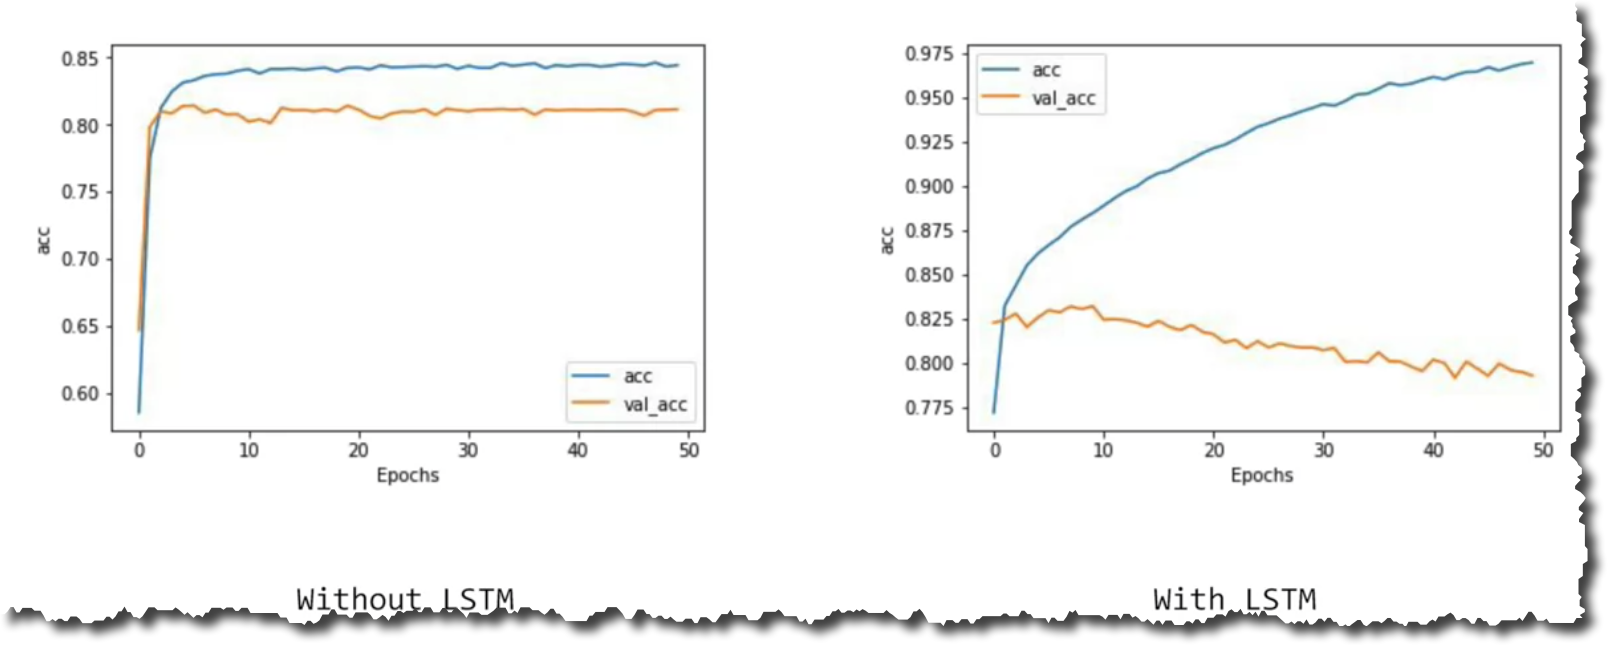 0.85
0.80
0.75
0.70
0.65
0.60
acc
acc
val_acc
0 10 20 30 40 50
Epochs
Without LSTM
0.975
0.950
0.925
0.900
0.875
0.850
0.825
0.800
0.775
acc
acc
val_acc
0 10 20 30 40 50
Epochs
With LSTM